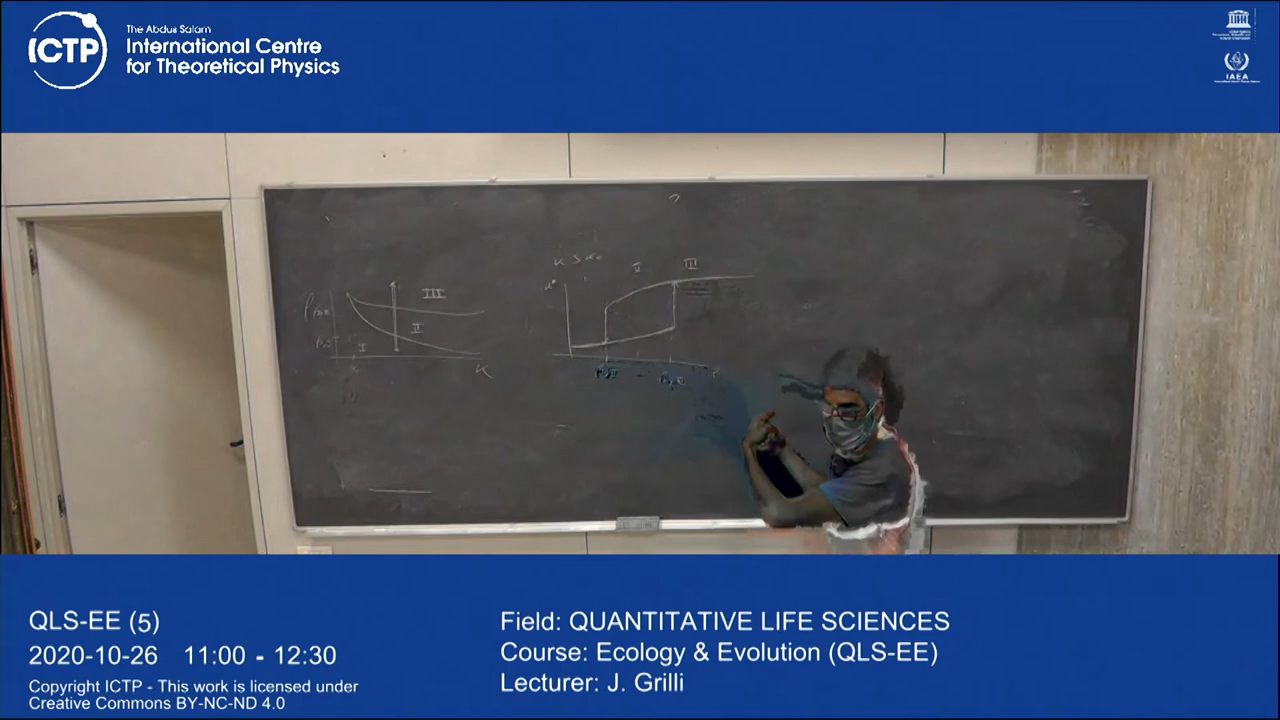 The Abdus Salam
ICTP
International Centre
for Theoretical Physics
IAEA
?
III
II
I
K
II
III
QLS-EE (5)
2020-10-26 11:00 - 12:30
Copyright ICTP - This work is licensed under
Creative Commons BY-NC-ND 4.0
Field: QUANTITATIVE LIFE SCIENCES
Course: Ecology & Evolution (QLS-EE)
Lecturer: J. Grilli